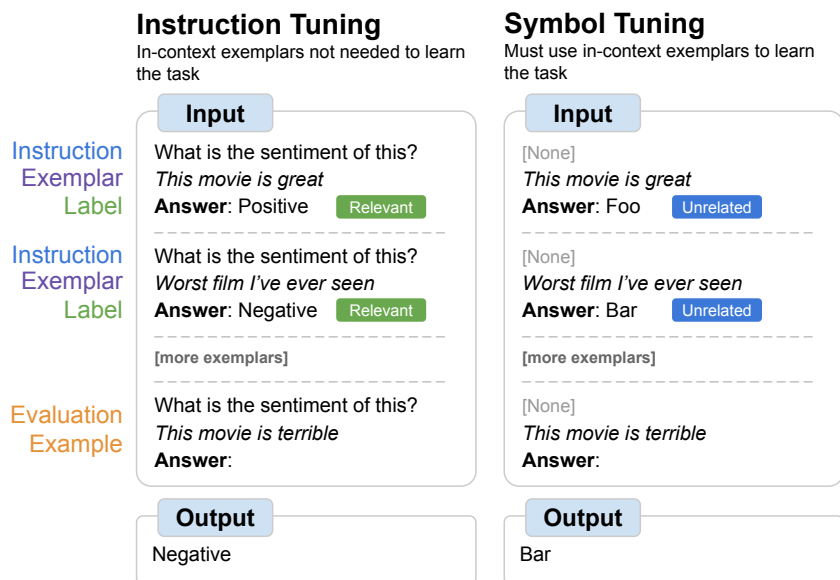 Instruction Tuning
In-context exemplars not needed to learn
the task
Symbol Tuning
Must use in-context exemplars to learn
the task
Input
Instruction
What is the sentiment of this?
Exemplar
This movie is great
Label
Answer: Positive
Relevant
Instruction
What is the sentiment of this?
Exemplar
Worst film I've ever seen
Label
Answer: Negative
Relevant
[more exemplars]
Evaluation
Example
What is the sentiment of this?
This movie is terrible
Answer:
Output
Negative
Input
[None]
This movie is great
Answer: Foo
Unrelated
[None]
Worst film I've ever seen
Answer: Bar
Unrelated
[more exemplars]
[None]
This movie is terrible
Answer:
Output
Bar